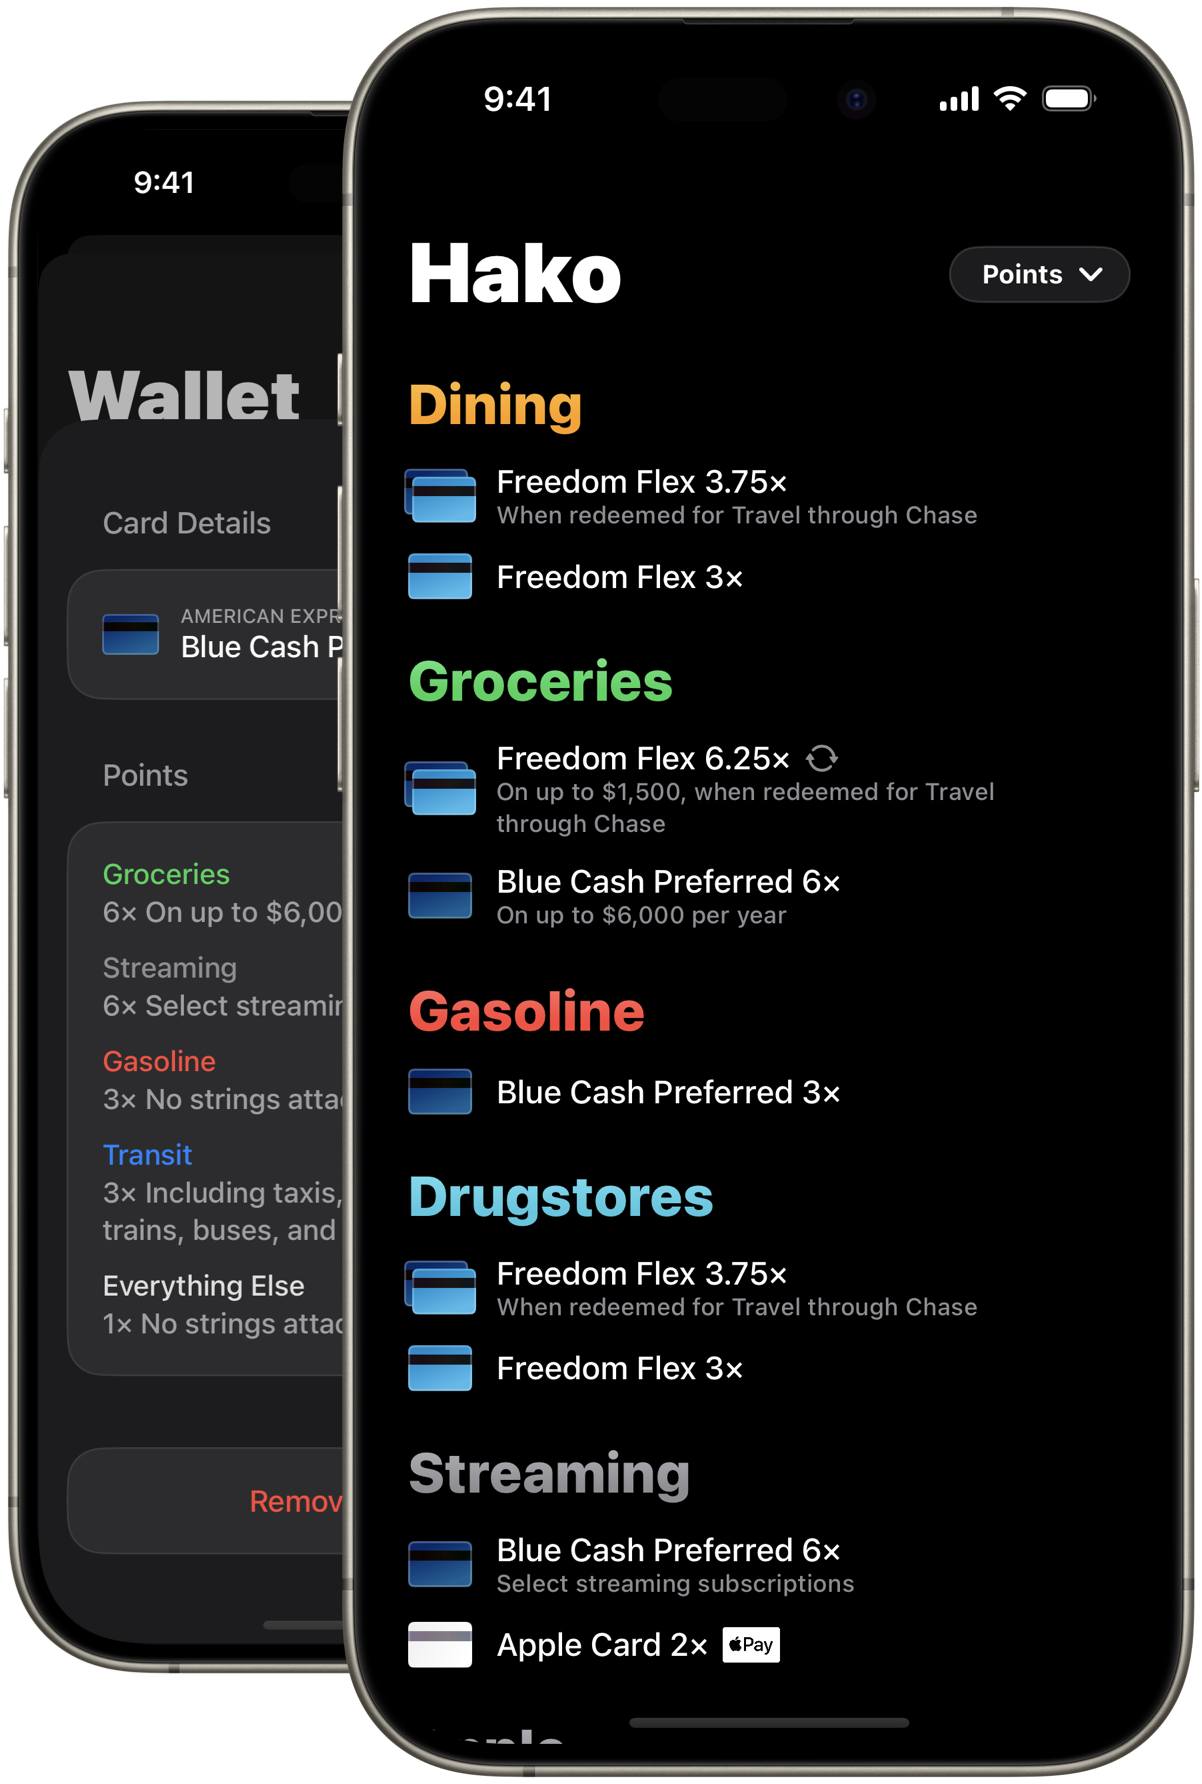 9:41
Wallet
Card Details
AMERICAN EXPR
Blue Cash P
Points
Groceries
6× On up to $6,00
Streaming
6× Select streamin
Gasoline
3× No strings atta
Transit
3× Including taxis,
trains, buses, and
Everything Else
1× No strings attac
Remov
9:41
Hako
Points
Dining
Freedom Flex 3.75×
When redeemed for Travel through Chase
Freedom Flex 3×
Groceries
Freedom Flex 6.25×
On up to $1,500, when redeemed for Travel
through Chase
Blue Cash Preferred 6×
On up to $6,000 per year
Gasoline
Blue Cash Preferred 3×
Drugstores
Freedom Flex 3.75×
When redeemed for Travel through Chase
Freedom Flex 3×
Streaming
Blue Cash Preferred 6×
Select streaming subscriptions
Apple Card 2× Pay